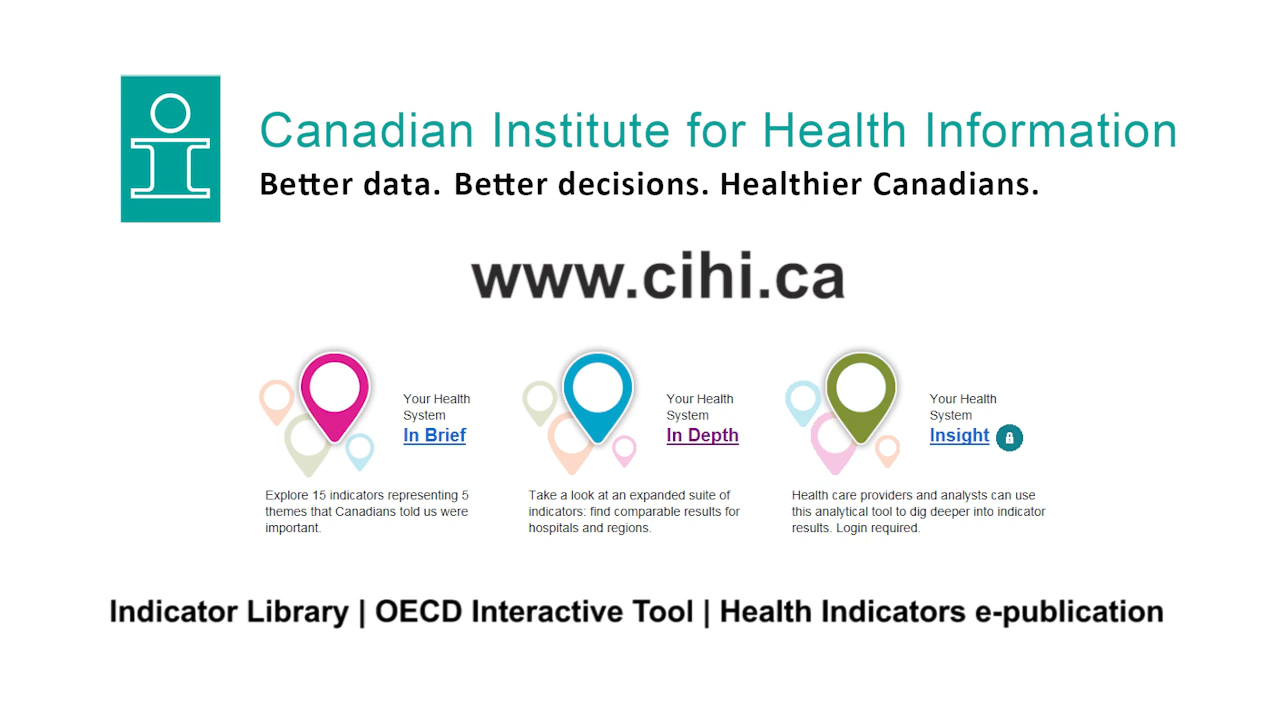 Canadian Institute for Health Information
Better data. Better decisions. Healthier Canadians.
www.cihi.ca
Your Health
System
In Brief
Explore 15 indicators representing 5
themes that Canadians told us were
important.
Your Health
System
In Depth
Take a look at an expanded suite of
indicators: find comparable results for
hospitals and regions.
Your Health
System
Insight
Health care providers and analysts can use
this analytical tool to dig deeper into indicator
results. Login required.
Indicator Library | OECD Interactive Tool | Health Indicators e-publication